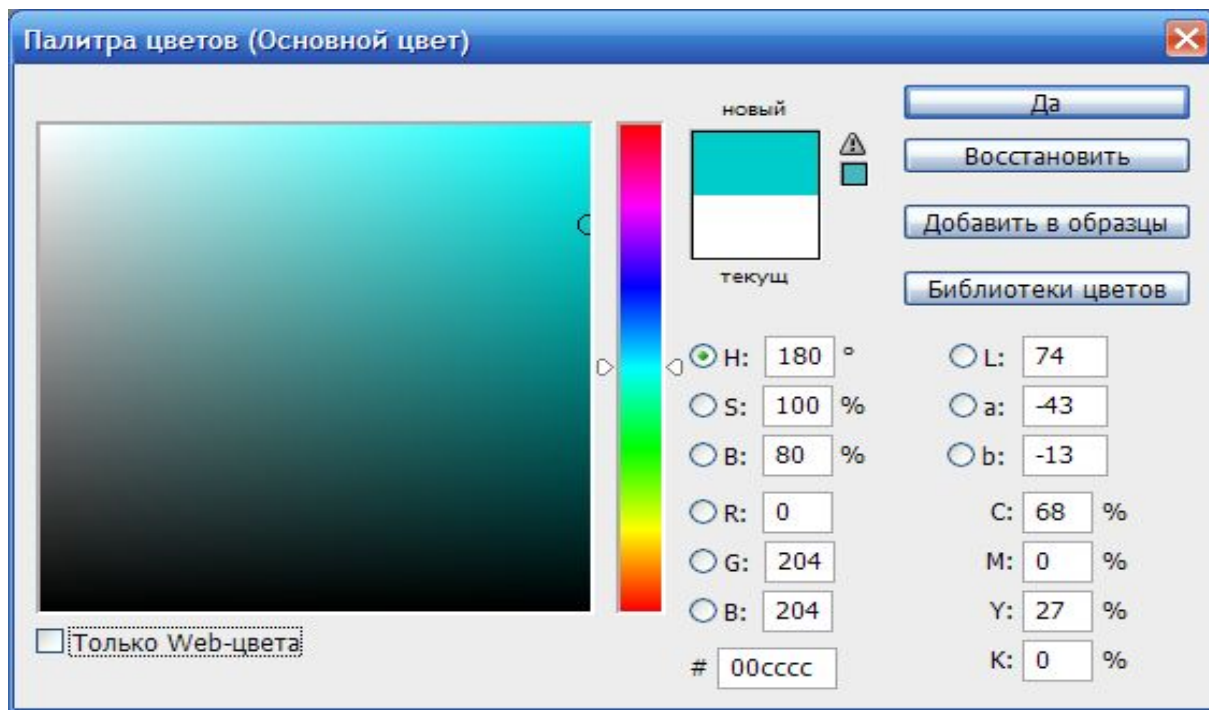 Палитра цветов (Основной цвет)
новый
текущ
Да
Восстановить
Добавить в образцы
Библиотеки цветов
H: 180 °
S: 100 %
B: 80 %
R: 0
G: 204
B: 204
# 00cccc
L: 74
a: -43
b: -13
C: 68 %
M: 0 %
Y: 27 %
K: 0 %
Только Web-цвета